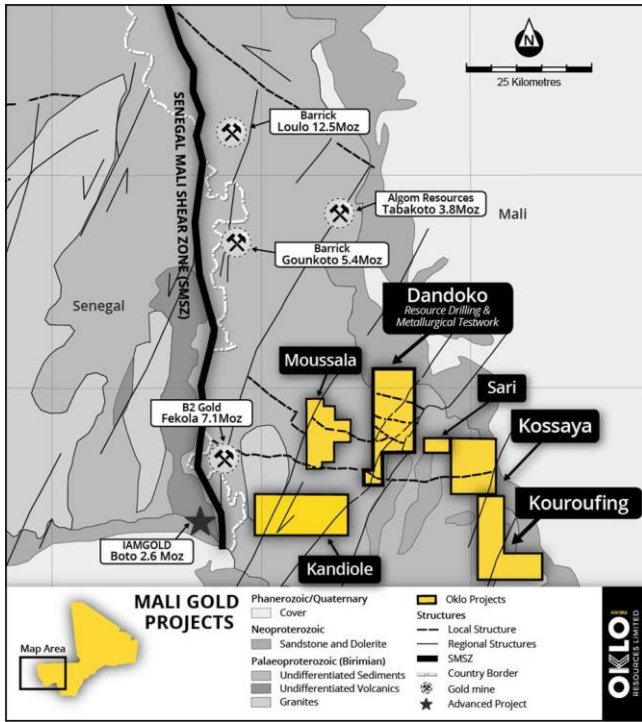 N
25 Kilometres
SENEGAL MALI SHEAR ZONE (SMSZ)
Barrick
Loulo 12.5Moz
Algom Resources
Tabakoto 3.8Moz
Mali
Barrick
Gounkoto 5.4Moz
Senegal
Dandoko
Resource Drilling &
Metallurgical Testwork
Moussala
Sari
B2 Gold
Fekola 7.1Moz
Kossaya
Kouroufing
IAMGOLD
Boto 2.6 Moz
Kandiole
MALI GOLD
PROJECTS
Map Area
Phanerozoic/Quaternary
Cover
Neoproterozoic
Sandstone and Dolerite
Palaeoproterozoic (Birimian)
Undifferentiated Sediments
Undifferentiated Volcanics
Granites
Oklo Projects
Structures
Local Structure
Regional Structures
SMSZ
Country Border
Gold mine
Advanced Project
OKLO
RESOURCES LIMITED